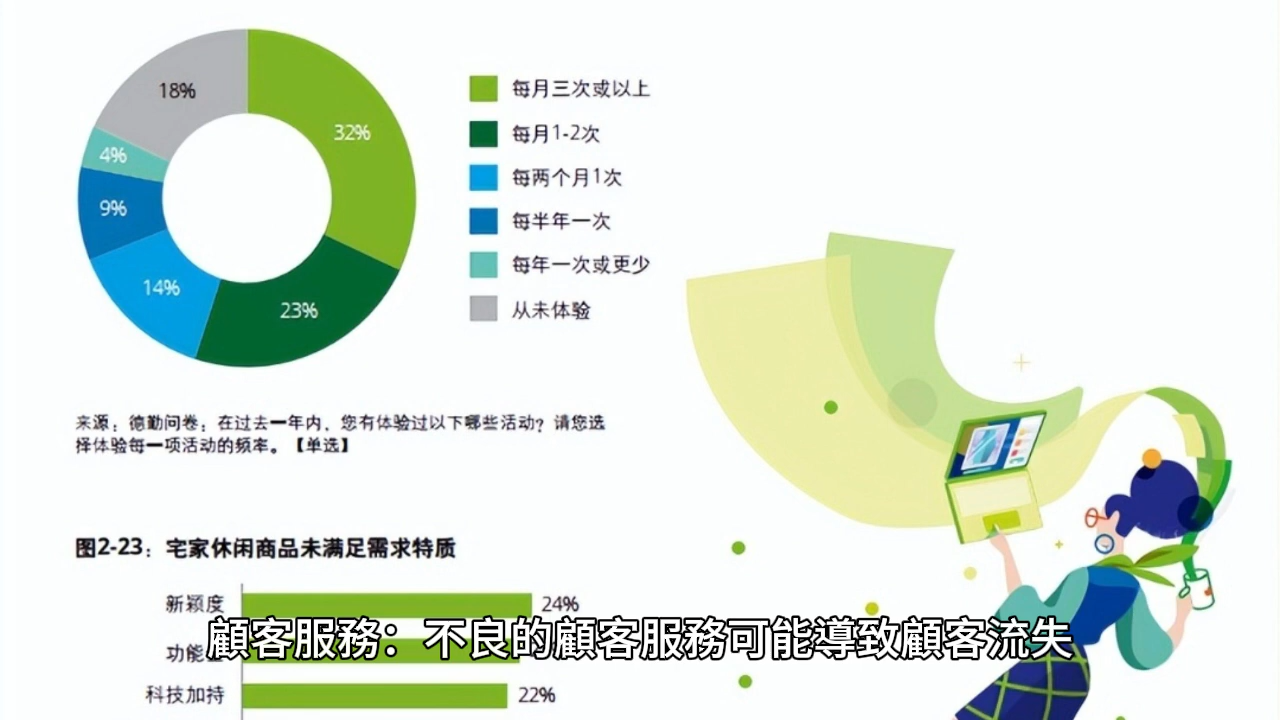 18%
32%
4%
9%
14%
23%
每月三次或以上
每月1-2次
每两个月1次
每半年一次
每年一次或更少
从未体验
来源：德勤问卷：在过去一年内，您有体验过以下哪些活动？请您选
择体验每一项活动的频率。【单选】
图2-23：宅家休闲商品未满足需求特质
新颖度 24%
功能
顧客服務：不良的顧客服務可能導致顧客流失
科技加持 22%